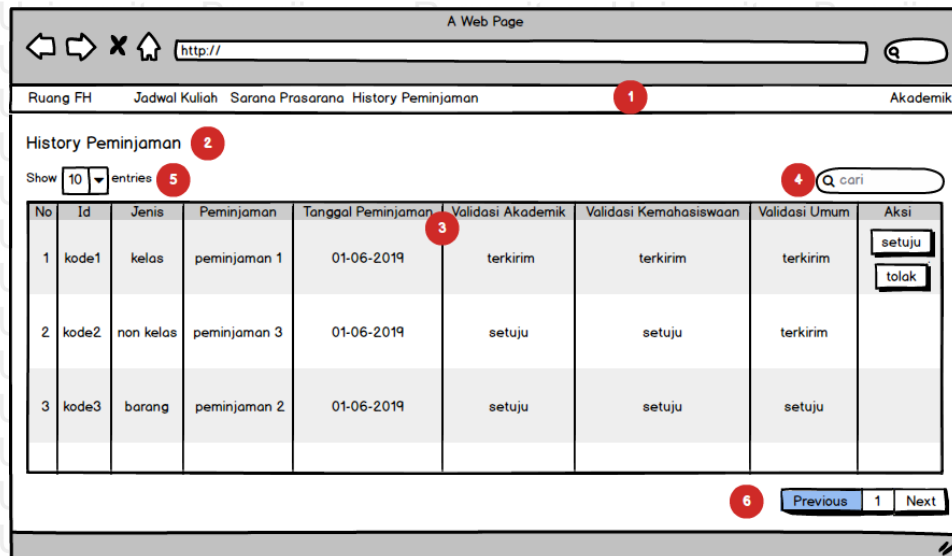 A Web Page
http://
Ruang FH Jadwal Kuliah Sarana Prasarana History Peminjaman 1 Akademik
History Peminjaman 2
Show 10 entries 5 4 cari
No Id Jenis Peminjaman Tanggal Peminjaman Validasi Akademik Validasi Kemahasiswaan Validasi Umum Aksi
3
setuju
1 kode1 kelas peminjaman 1 01-06-2019 terkirim terkirim terkirim
tolak
2 kode2 non kelas peminjaman 3 01-06-2019 setuju setuju terkirim
3 kode3 barang peminjaman 2 01-06-2019 setuju setuju setuju
6 Previous 1 Next